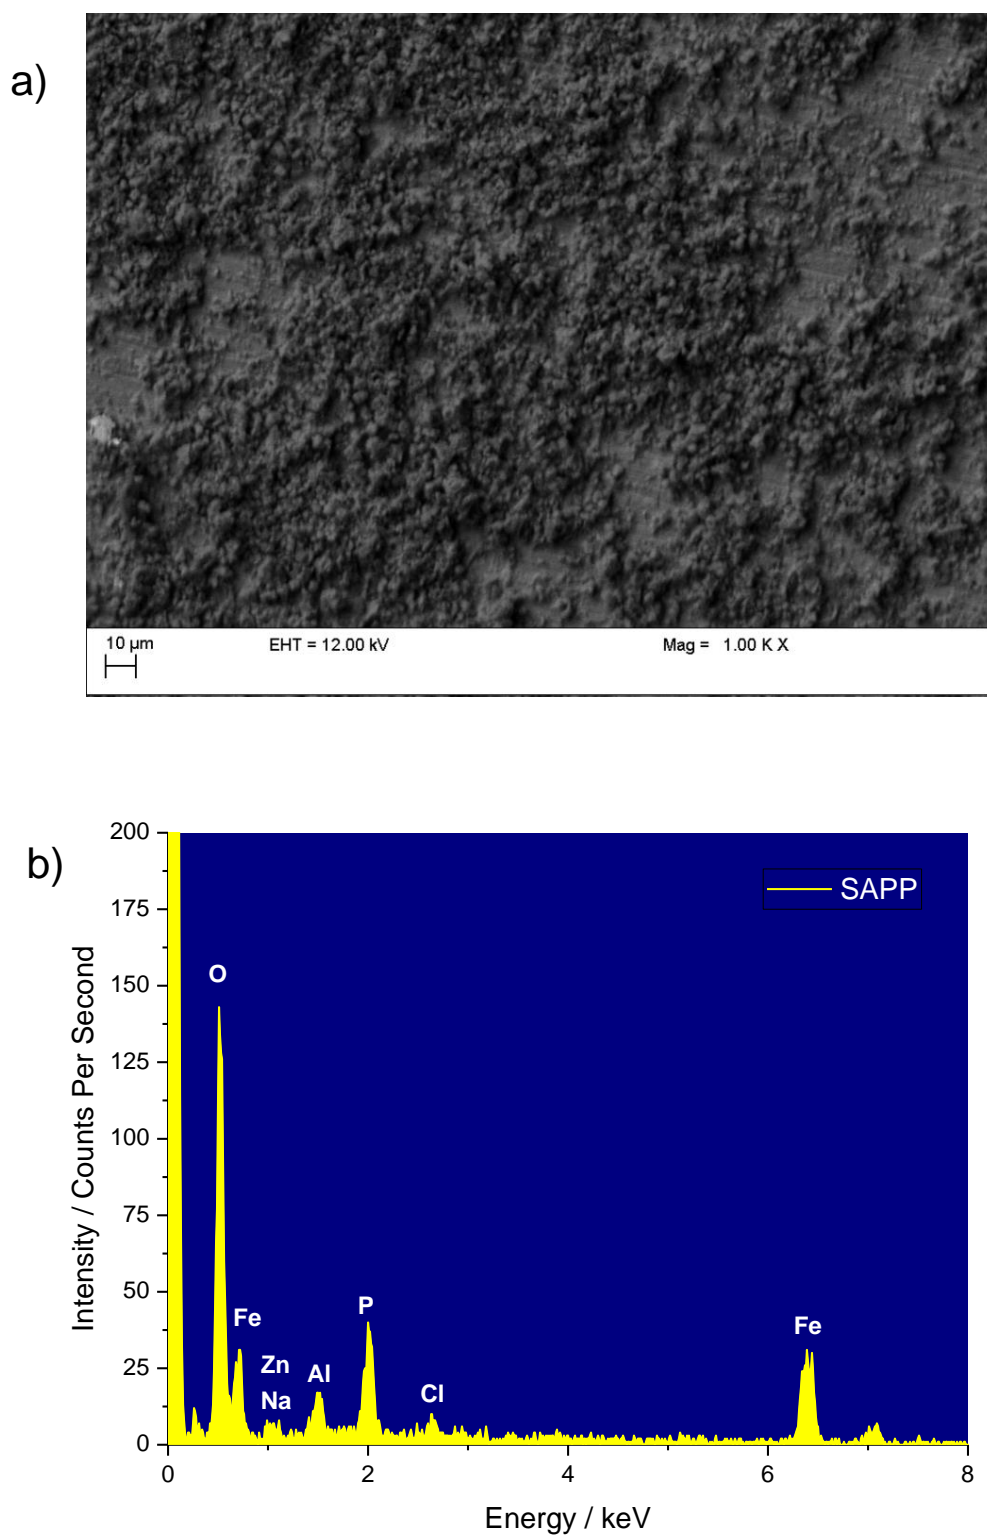 a)
10 µm
EHT = 12.00 kV
Mag = 1.00 K X
b)
SAPP
200
175
150
125
100
75
50
25
0
Intensity / Counts Per Second
O
Fe
Zn
Na
Al
P
Cl
Fe
0
2
4
6
8
Energy / keV